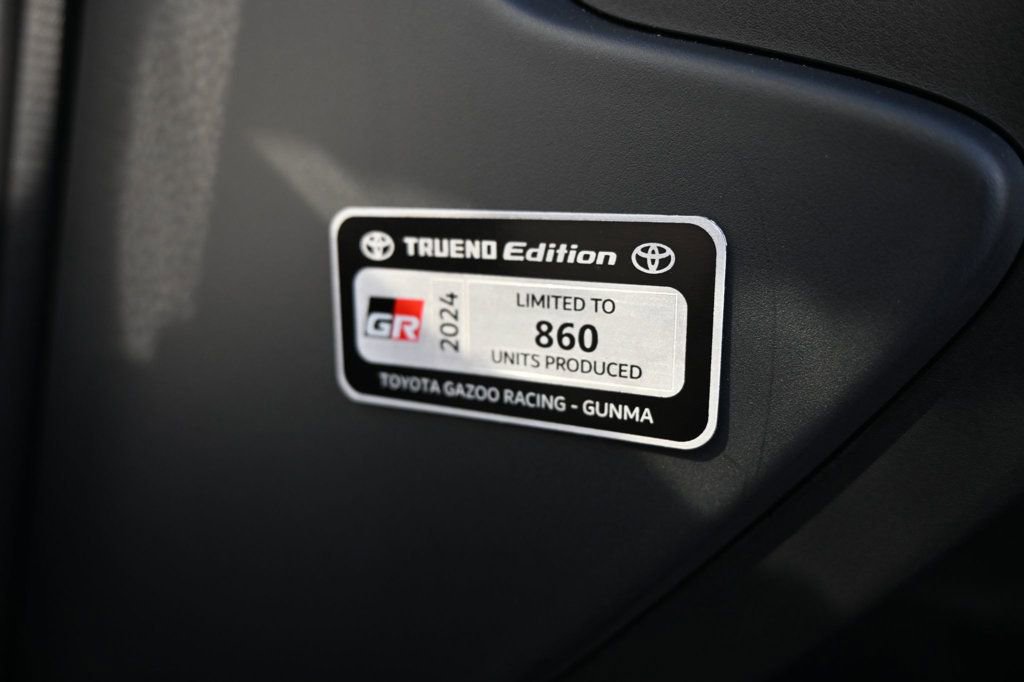 TRUENO Edition
GR
2024
LIMITED TO
860
UNITS PRODUCED
TOYOTA GAZOO RACING - GUNMA